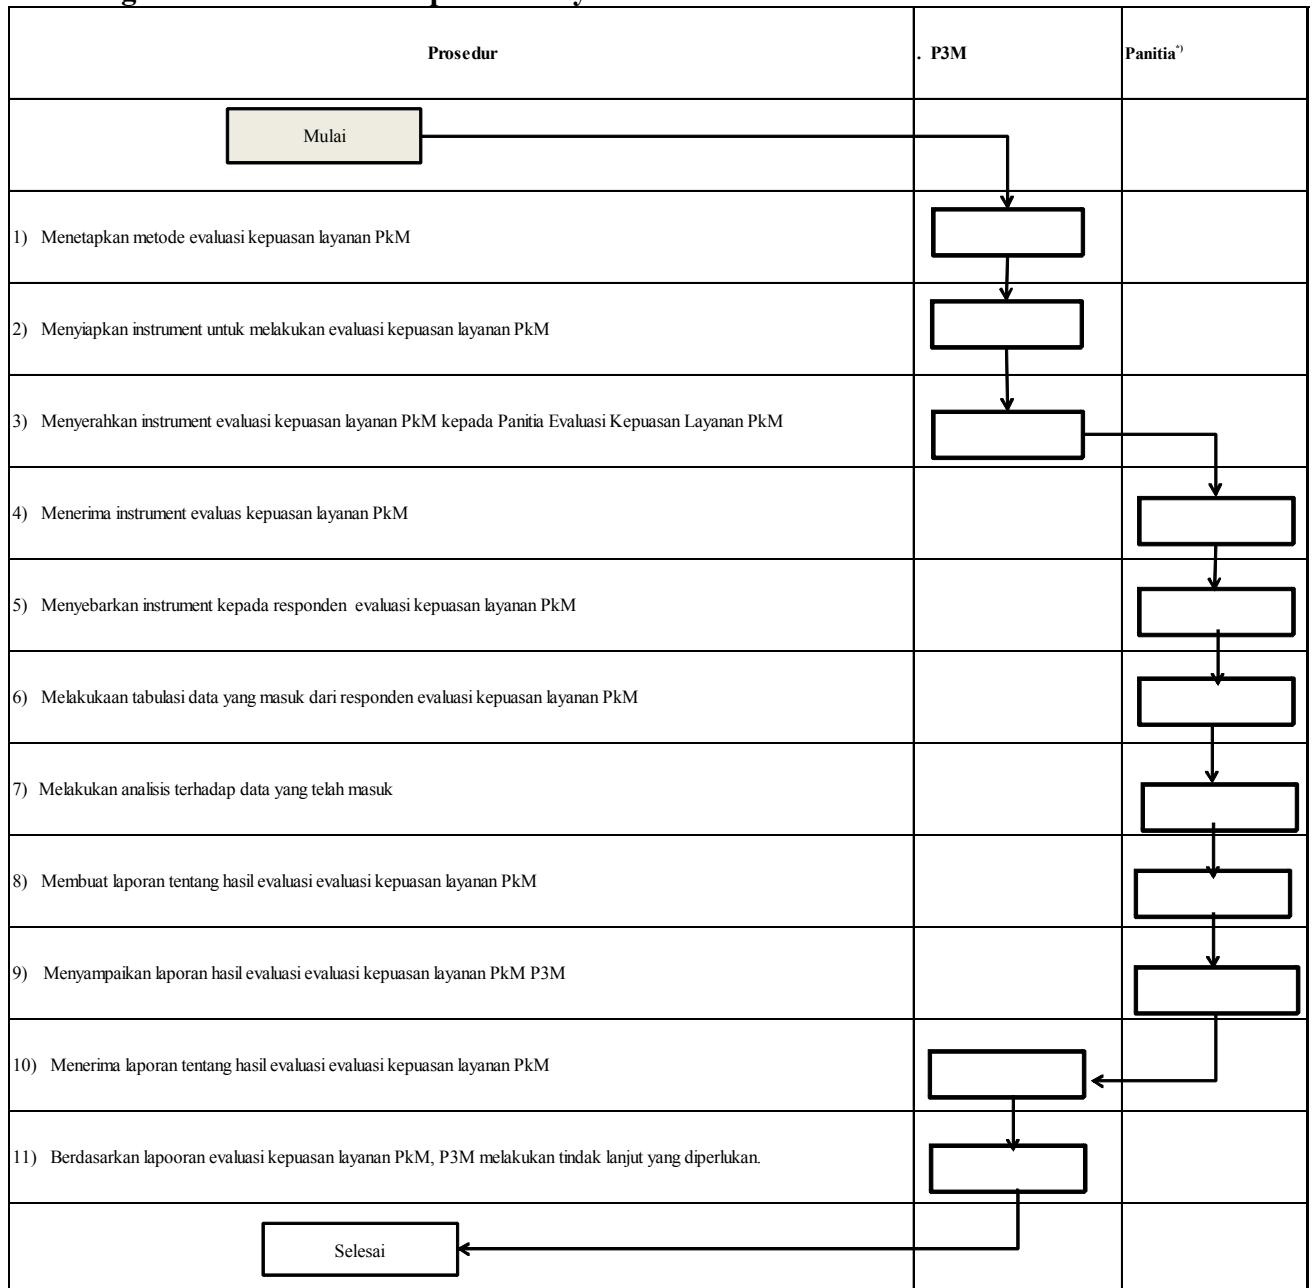 Prosedur
. P3M
Panitia*)
Mulai
1) Menetapkan metode evaluasi kepuasan layanan PkM
2) Menyiapkan instrument untuk melakukan evaluasi kepuasan layanan PkM
3) Menyerahkan instrument evaluasi kepuasan layanan PkM kepada Panitia Evaluasi Kepuasan Layanan PkM
4) Menerima instrument evaluas kepuasan layanan PkM
5) Menyebarkan instrument kepada responden evaluasi kepuasan layanan PkM
6) Melakukaan tabulasi data yang masuk dari responden evaluasi kepuasan layanan PkM
7) Melakukan analisis terhadap data yang telah masuk
8) Membuat laporan tentang hasil evaluasi evaluasi kepuasan layanan PkM
9) Menyampaikan laporan hasil evaluasi evaluasi kepuasan layanan PkM P3M
10) Menerima laporan tentang hasil evaluasi evaluasi kepuasan layanan PkM
11) Berdasarkan lapooran evaluasi kepuasan layanan PkM, P3M melakukan tindak lanjut yang diperlukan.
Selesai